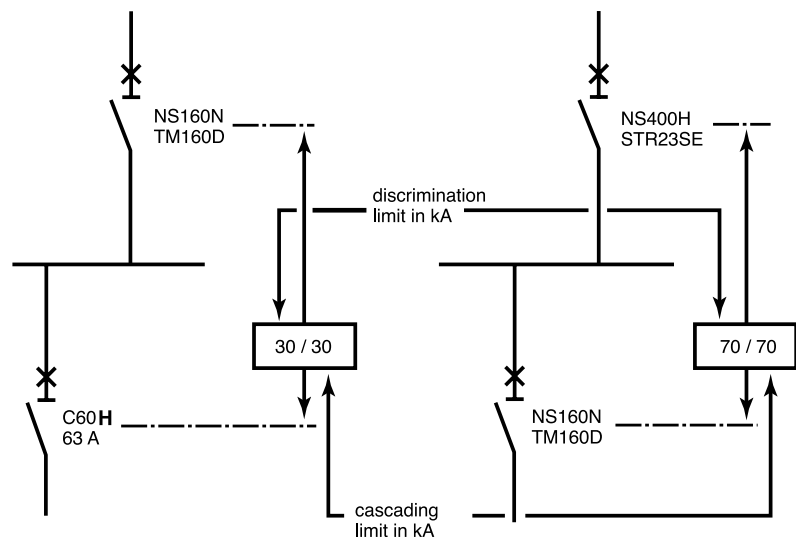 NS160N
TM160D
NS400H
STR23SE
discrimination
limit in kA
30 / 30
70 / 70
C60H
63 A
NS160N
TM160D
cascading
limit in kA